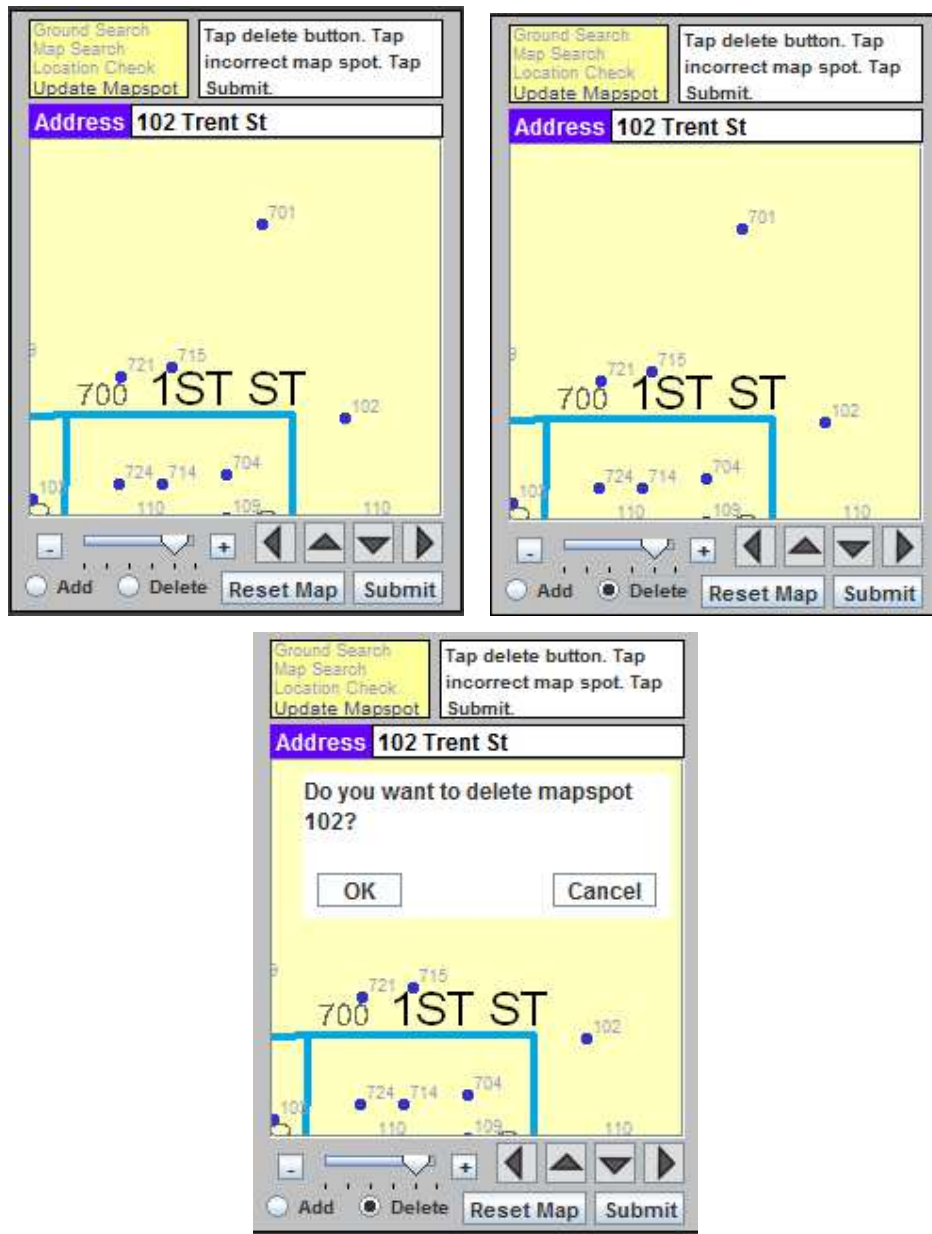 Ground Search
Map Search
Location Check
Update Mapspot
Tap delete button. Tap
incorrect map spot. Tap
Submit.
Address 102 Trent St
701
721 715
700 1ST ST
102
724 714 704
110 109 110
- +
Add Delete Reset Map Submit
Ground Search
Map Search
Location Check
Update Mapspot
Tap delete button. Tap
incorrect map spot. Tap
Submit.
Address 102 Trent St
701
721 715
700 1ST ST
102
724 714 704
110 109 110
- +
Add Delete Reset Map Submit
Ground Search
Map Search
Location Check
Update Mapspot
Tap delete button. Tap
incorrect map spot. Tap
Submit.
Address 102 Trent St
Do you want to delete mapspot
102?
OK Cancel
721 715
700 1ST ST
102
724 714 704
110 109 110
- +
Add Delete Reset Map Submit